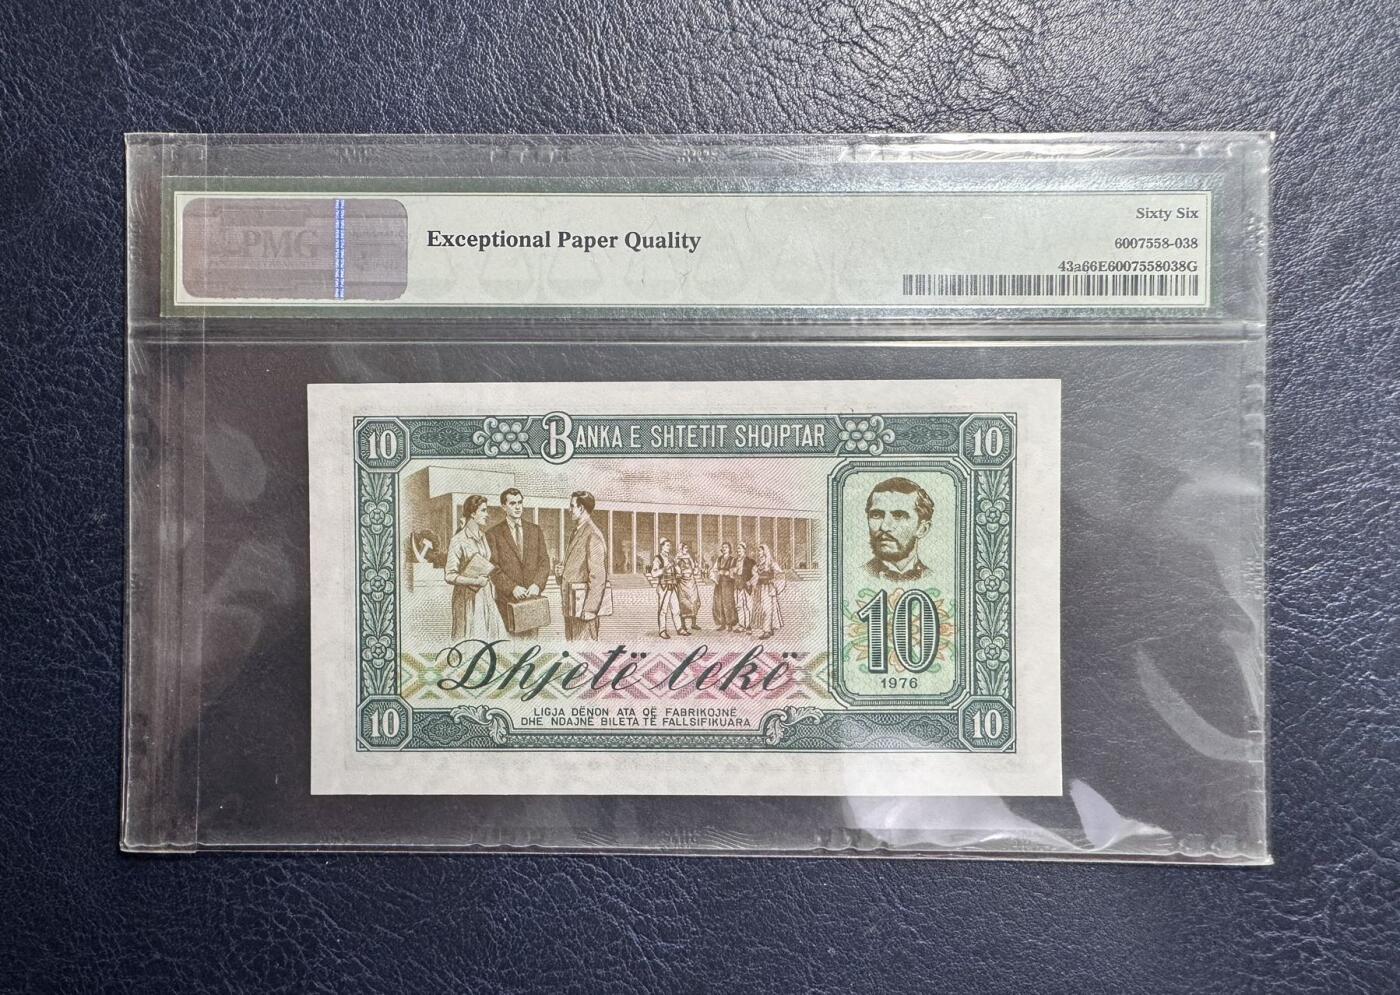 PMG
Exceptional Paper Quality
Sixty Six
6007558-038
43a66E6007558038G
10
BANKA E SHTETIT SHQIPTAR
10
Dhjetë lekë
10
1976
LIGJA DËNON ATA QË FABRIKOJNË
DHE NDAJNË BILETA TË FALLSIFIKUARA
10
10